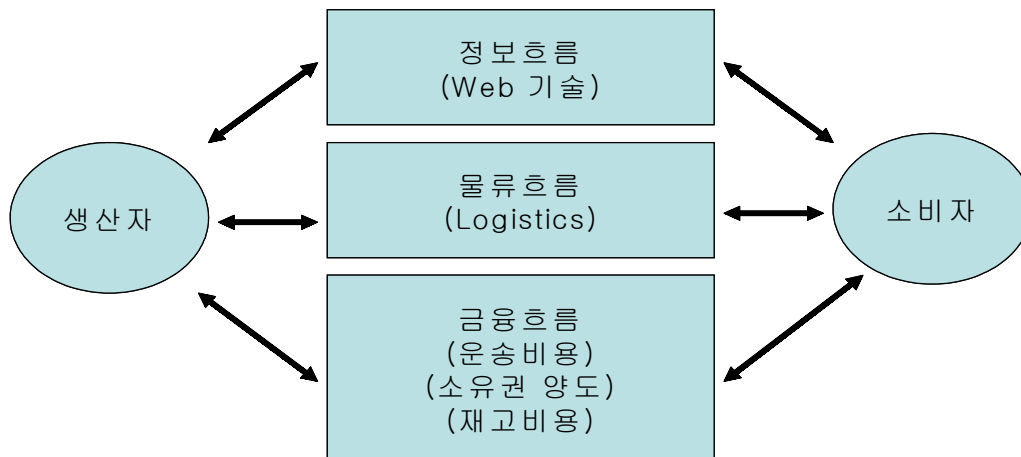 정보흐름
(Web 기술)
생산자
물류흐름
(Logistics)
소비자
금융흐름
(운송비용)
(소유권 양도)
(재고비용)